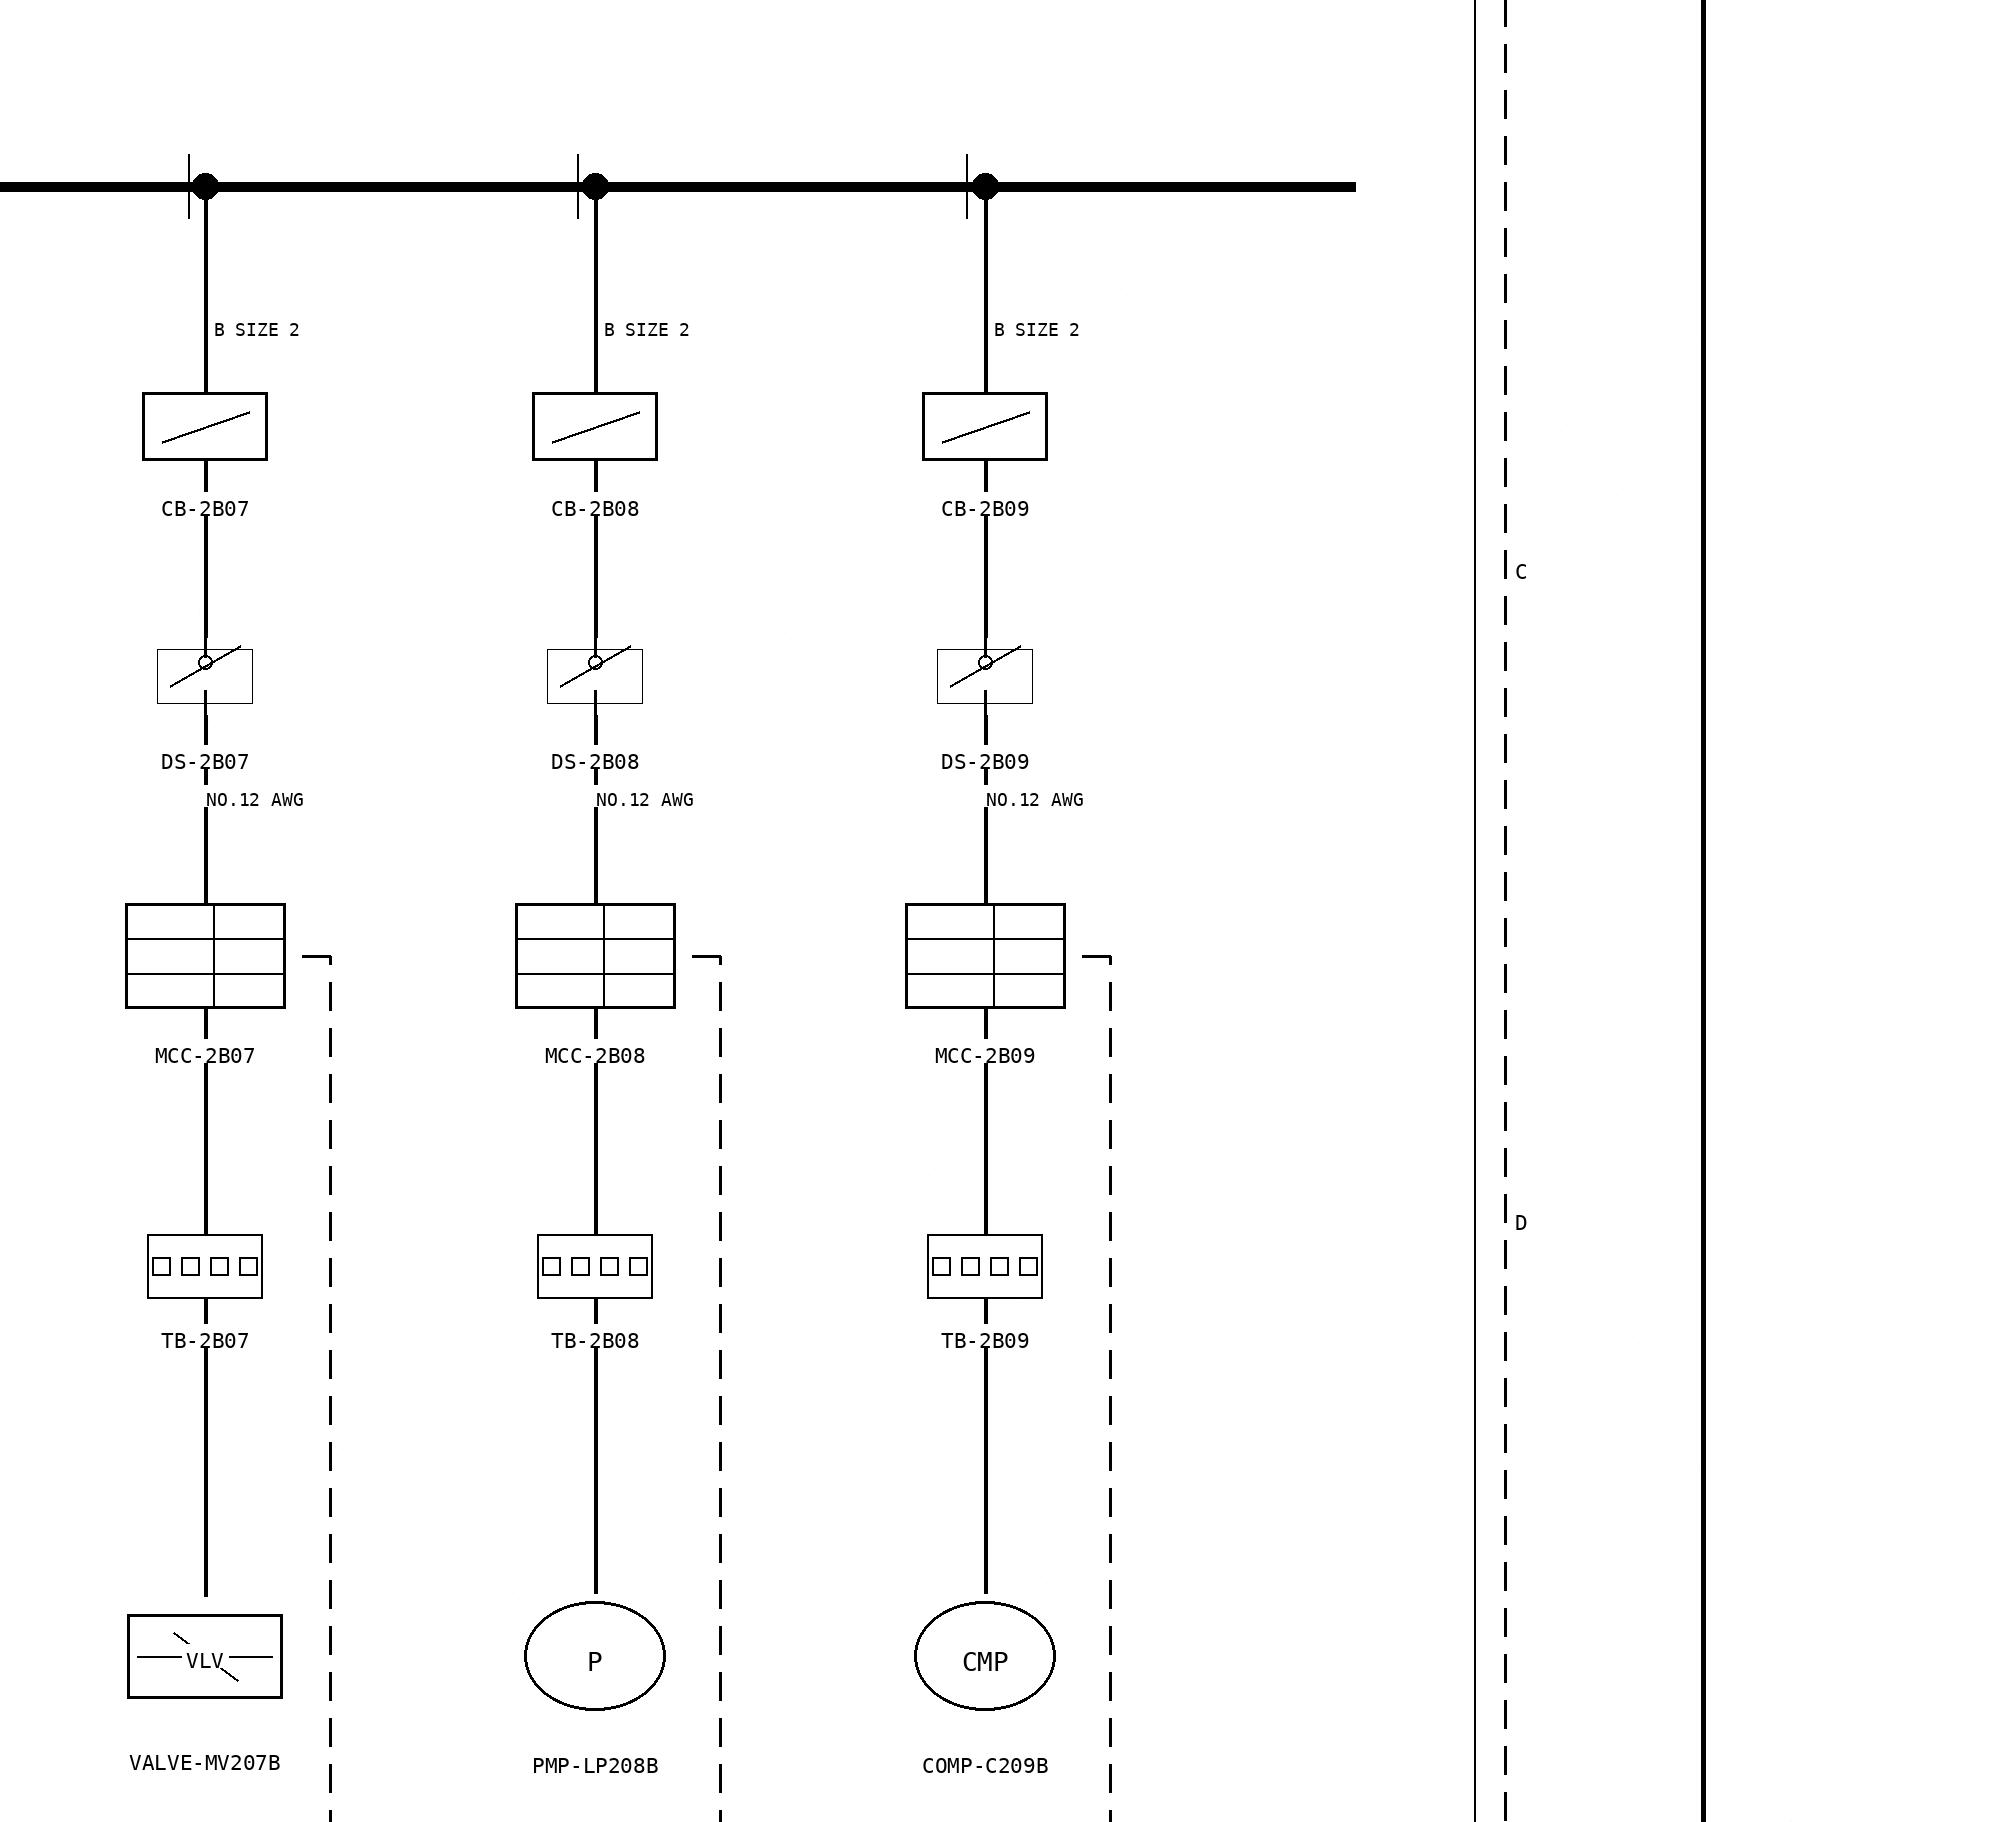 B SIZE 2
B SIZE 2
B SIZE 2
CB-2B07
CB-2B08
CB-2B09
C
DS-2B07
DS-2B08
DS-2B09
NO.12 AWG
NO.12 AWG
NO.12 AWG
MCC-2B07
MCC-2B08
MCC-2B09
D
TB-2B07
TB-2B08
TB-2B09
VLV
P
CMP
VALVE-MV207B
PMP-LP208B
COMP-C209B